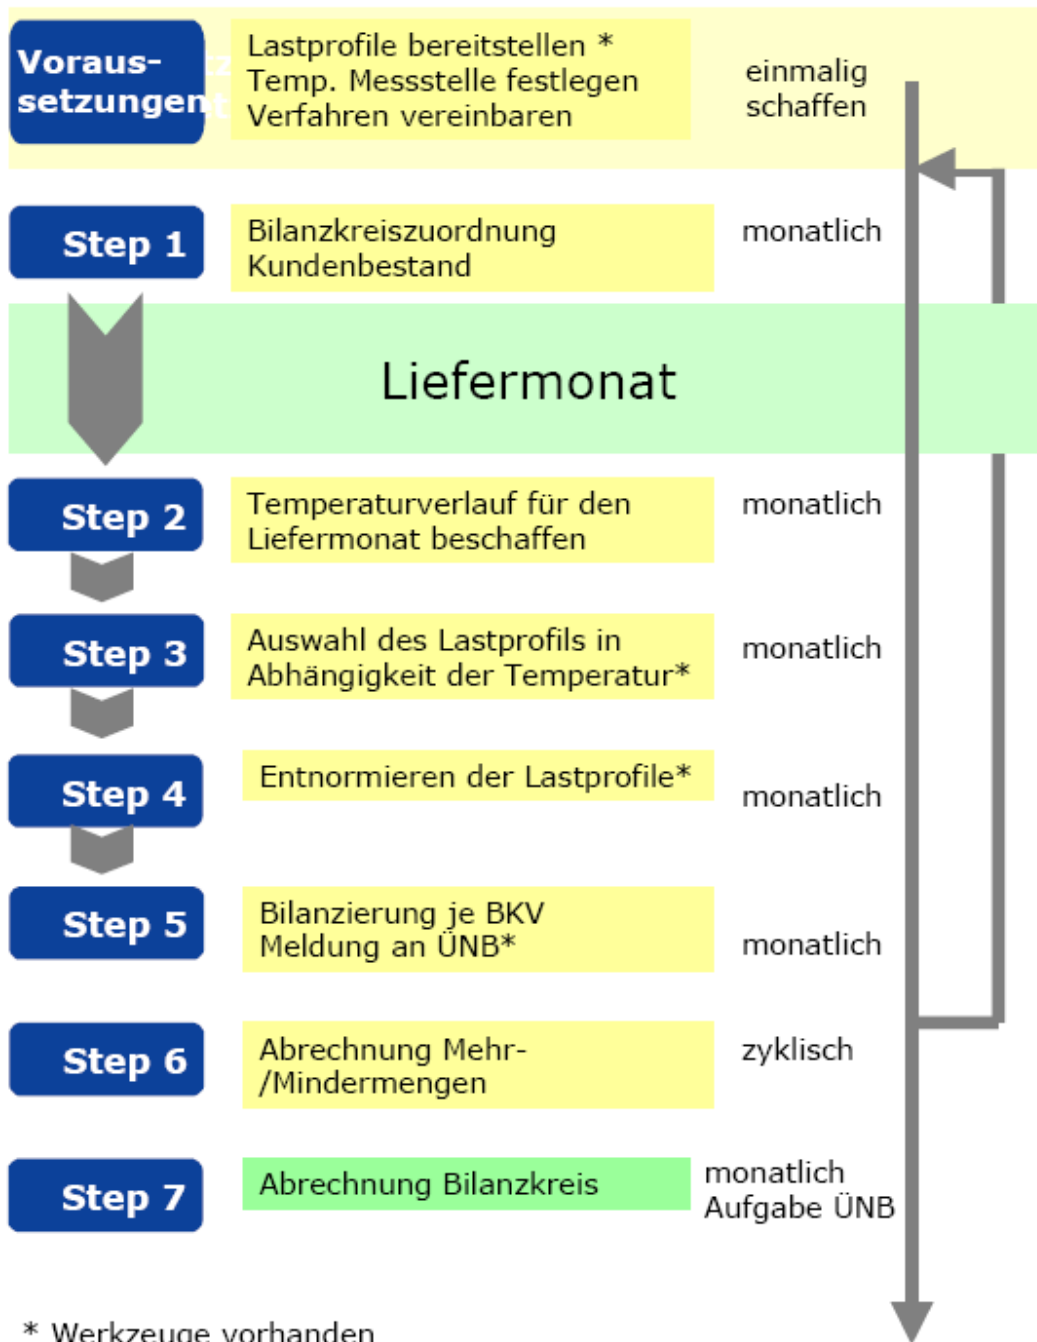 Voraus-
setzungen
Lastprofile bereitstellen *
Temp. Messstelle festlegen
Verfahren vereinbaren
einmalig
schaffen
Step 1
Bilanzkreiszuordnung
Kundenbestand
monatlich
Liefermonat
Step 2
Temperaturverlauf für den
Liefermonat beschaffen
monatlich
Step 3
Auswahl des Lastprofils in
Abhängigkeit der Temperatur*
monatlich
Step 4
Entnormieren der Lastprofile*
monatlich
Step 5
Bilanzierung je BKV
Meldung an ÜNB*
monatlich
Step 6
Abrechnung Mehr-
/Mindermengen
zyklisch
Step 7
Abrechnung Bilanzkreis
monatlich
Aufgabe ÜNB
* Werkzeuge vorhanden